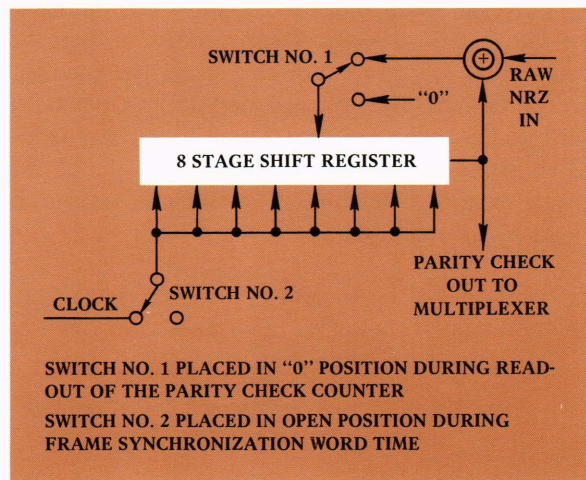 SWITCH NO. 1
+
RAW
NRZ
IN
"0"
8 STAGE SHIFT REGISTER
PARITY CHECK
OUT TO
MULTIPLEXER
SWITCH NO. 2
CLOCK
SWITCH NO. 1 PLACED IN "0" POSITION DURING READ-
OUT OF THE PARITY CHECK COUNTER
SWITCH NO. 2 PLACED IN OPEN POSITION DURING
FRAME SYNCHRONIZATION WORD TIME